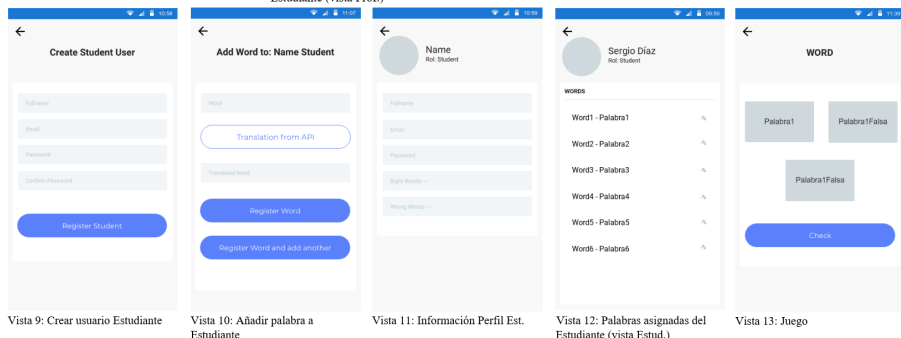 Estudiante (vista Prof.)
10:58
Create Student User
Fullname
Email
Password
Confirm Password
Register Student
Vista 9: Crear usuario Estudiante
11:07
Add Word to: Name Student
Word
Translation from API
Translated Word
Register Word
Register Word and add another
Vista 10: Añadir palabra a
Estudiante
10:59
Name
Rol: Student
Fullname
Email
Password
Right Words: --
Wrong Words: --
Vista 11: Información Perfil Est.
09:50
Sergio Díaz
Rol: Student
WORDS
Word1 - Palabra1
Word2 - Palabra2
Word3 - Palabra3
Word4 - Palabra4
Word5 - Palabra5
Word6 - Palabra6
Vista 12: Palabras asignadas del
Estudiante (vista Estud.)
11:39
WORD
Palabra1
Palabra1Falsa
Palabra1Falsa
Check
Vista 13: Juego